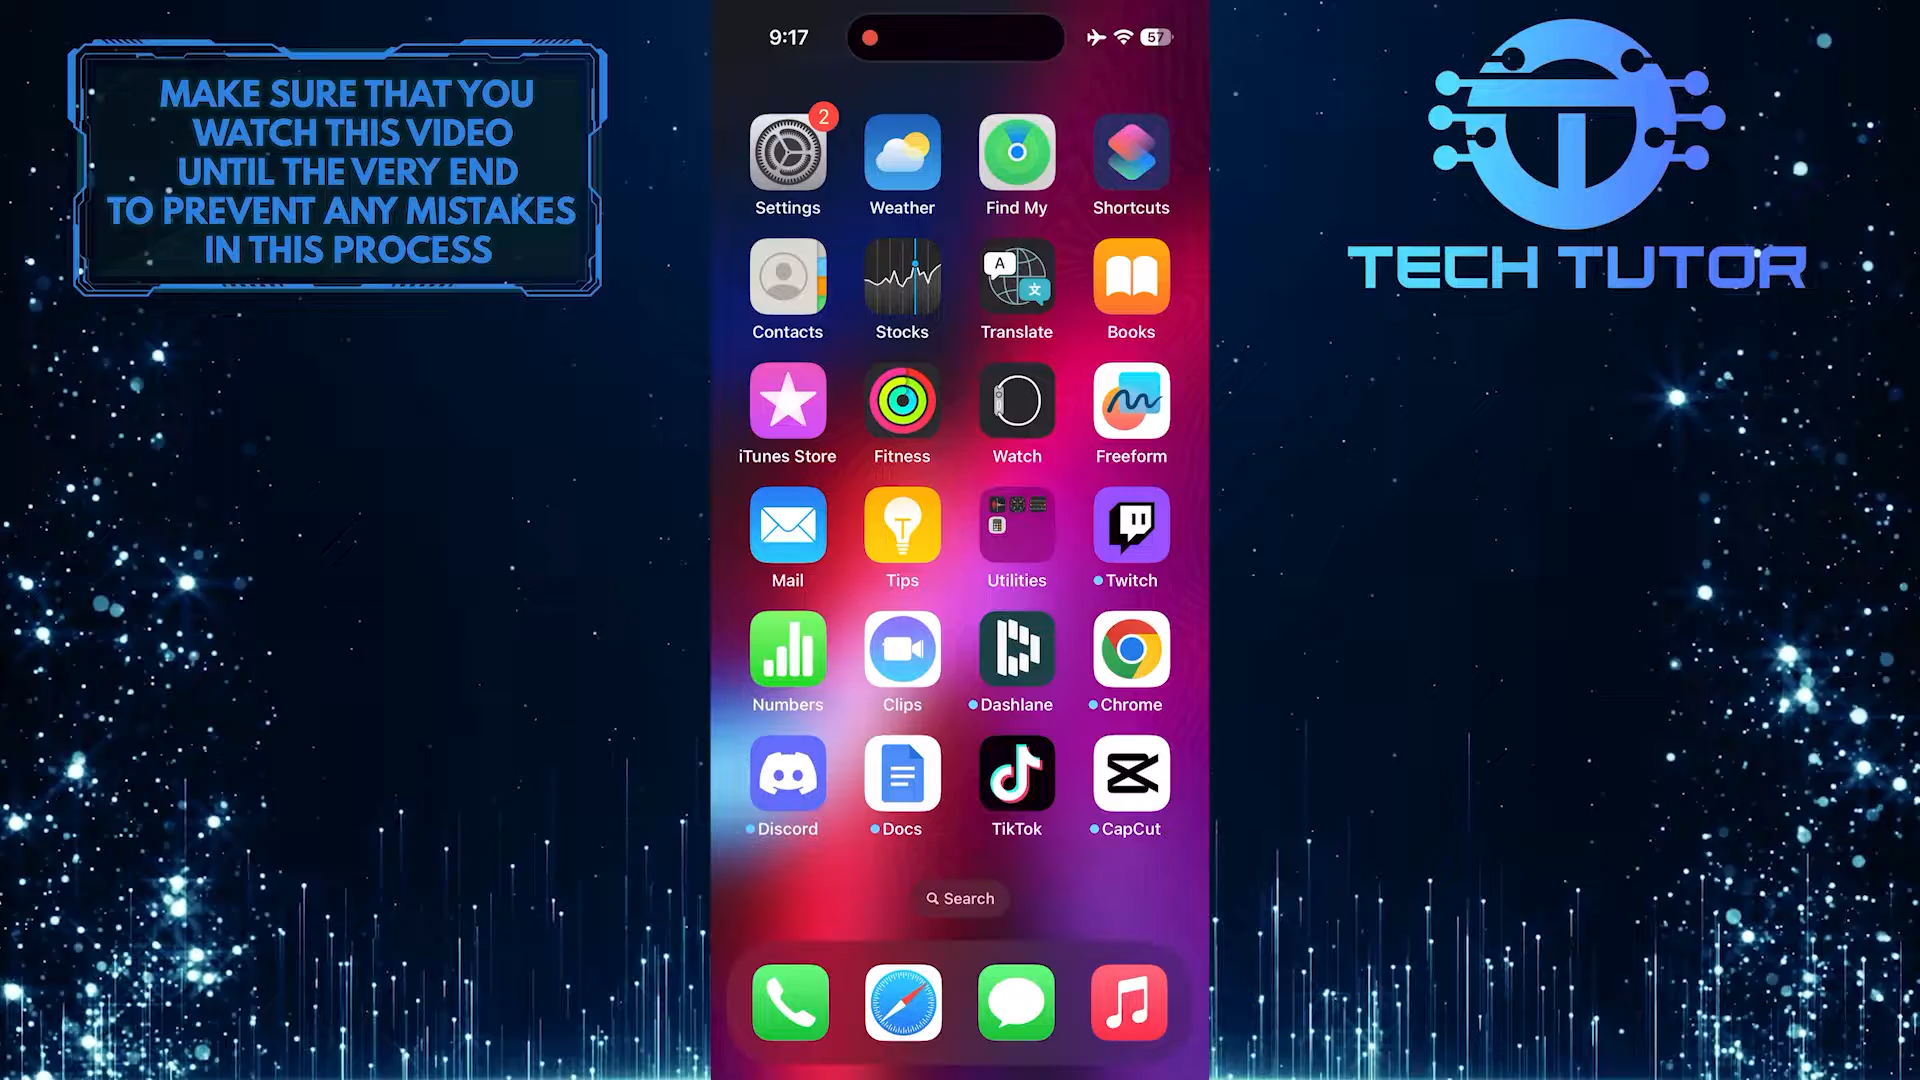 MAKE SURE THAT YOU
WATCH THIS VIDEO
UNTIL THE VERY END
TO PREVENT ANY MISTAKES
IN THIS PROCESS
9:17
57
TECH TUTOR
2
Settings
Weather
Find My
Shortcuts
A
文
Contacts
Stocks
Translate
Books
iTunes Store
Fitness
Watch
Freeform
Mail
Tips
Utilities
Twitch
Numbers
Clips
Dashlane
Chrome
Discord
Docs
TikTok
CapCut
Search